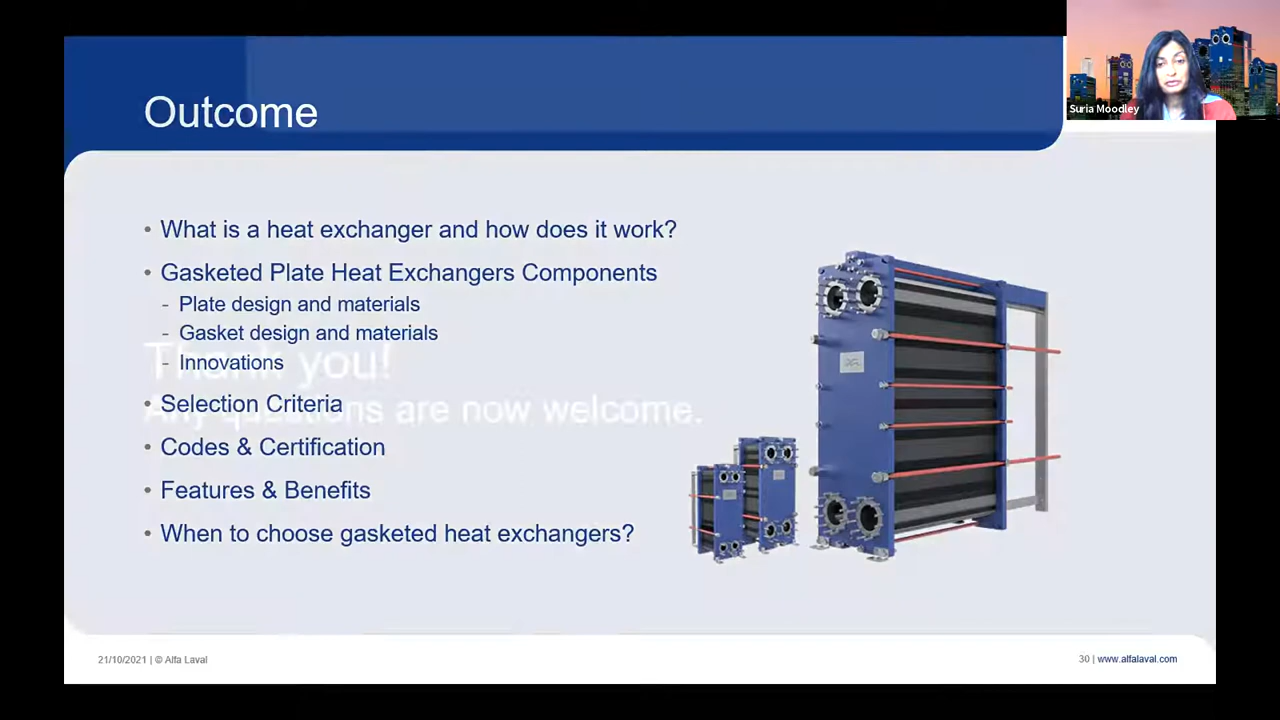 Outcome
Suria Moodley
• What is a heat exchanger and how does it work?
• Gasketed Plate Heat Exchangers Components
- Plate design and materials
- Gasket design and materials
- Innovations
Thank you!
• Selection Criteria
Any questions are now welcome.
• Codes & Certification
• Features & Benefits
• When to choose gasketed heat exchangers?
21/10/2021 | © Alfa Laval
30 | www.alfalaval.com